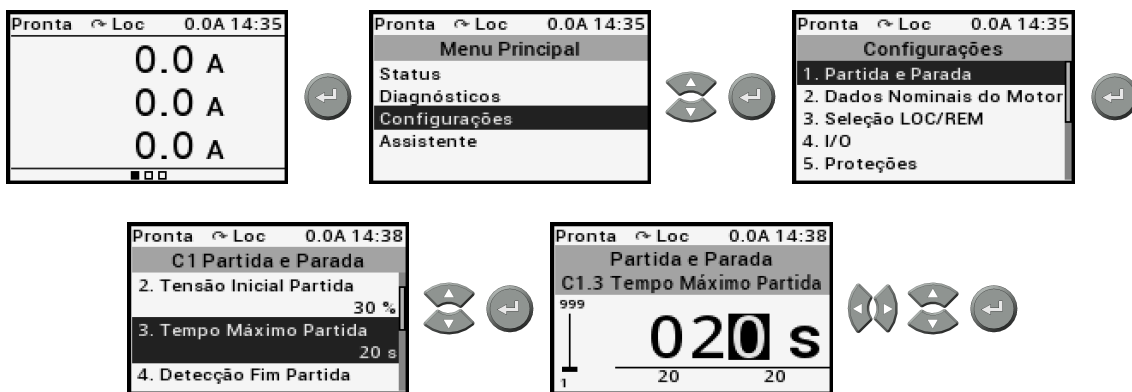 Pronta Loc 0.0A 14:35
0.0 A
0.0 A
0.0 A
Pronta Loc 0.0A 14:35
Menu Principal
Status
Diagnósticos
Configurações
Assistente
Pronta Loc 0.0A 14:35
Configurações
1. Partida e Parada
2. Dados Nominais do Motor
3. Seleção LOC/REM
4. I/O
5. Proteções
Pronta Loc 0.0A 14:38
C1 Partida e Parada
2. Tensão Inicial Partida
30 %
3. Tempo Máximo Partida
20 s
4. Detecção Fim Partida
Pronta Loc 0.0A 14:38
Partida e Parada
C1.3 Tempo Máximo Partida
999
020 s
1
20 20